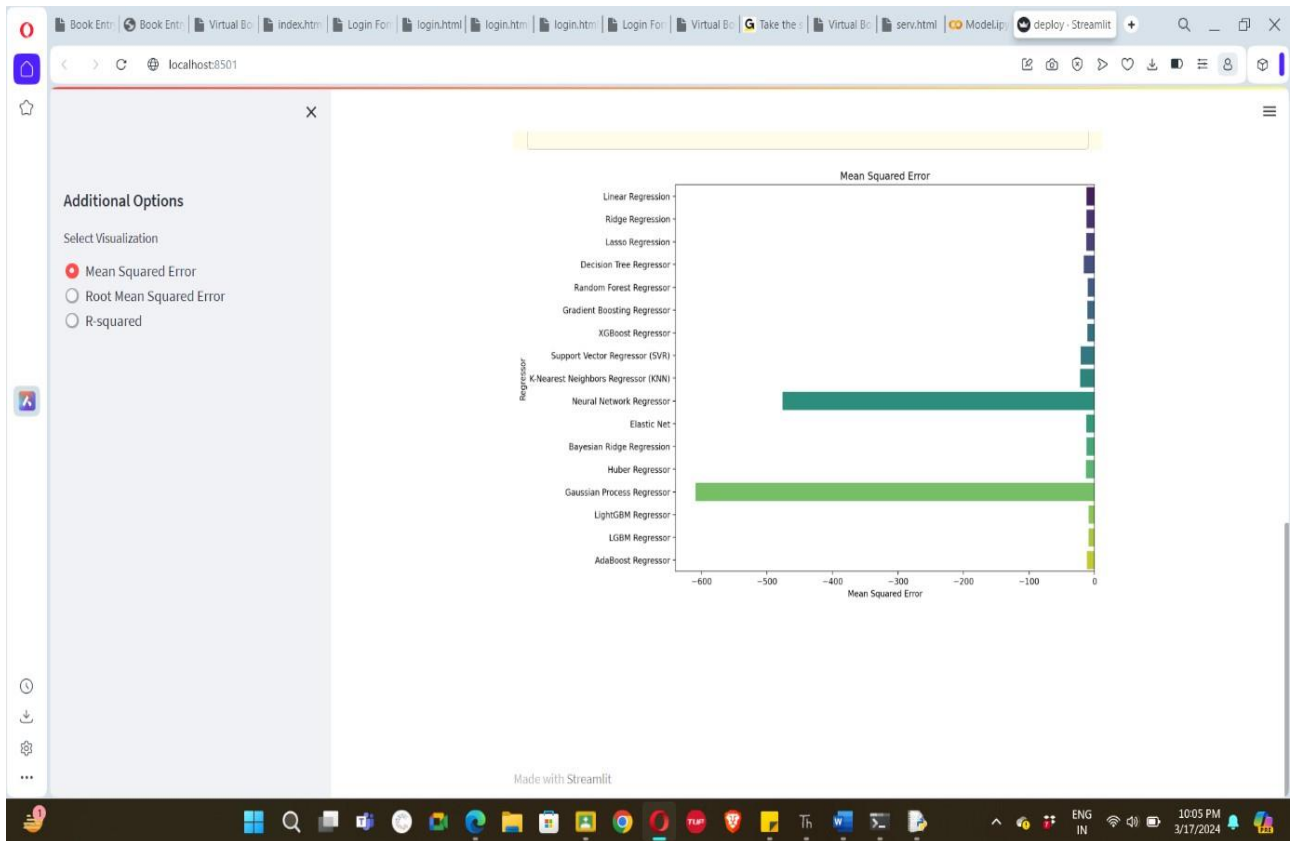 Book Entr Book Entr Virtual Bo index.htm Login For login.html login.htm login.htm Login For Virtual Bo Take the s Virtual Bo serv.html Model.ip deploy - Streamlit
localhost:8501
Additional Options
Select Visualization
Mean Squared Error
Root Mean Squared Error
R-squared
Mean Squared Error
Regressor
Linear Regression
Ridge Regression
Lasso Regression
Decision Tree Regressor
Random Forest Regressor
Gradient Boosting Regressor
XGBoost Regressor
Support Vector Regressor (SVR)
K-Nearest Neighbors Regressor (KNN)
Neural Network Regressor
Elastic Net
Bayesian Ridge Regression
Huber Regressor
Gaussian Process Regressor
LightGBM Regressor
LGBM Regressor
AdaBoost Regressor
−600 −500 −400 −300 −200 −100 0
Mean Squared Error
Made with Streamlit
ENG
IN
10:05 PM
3/17/2024